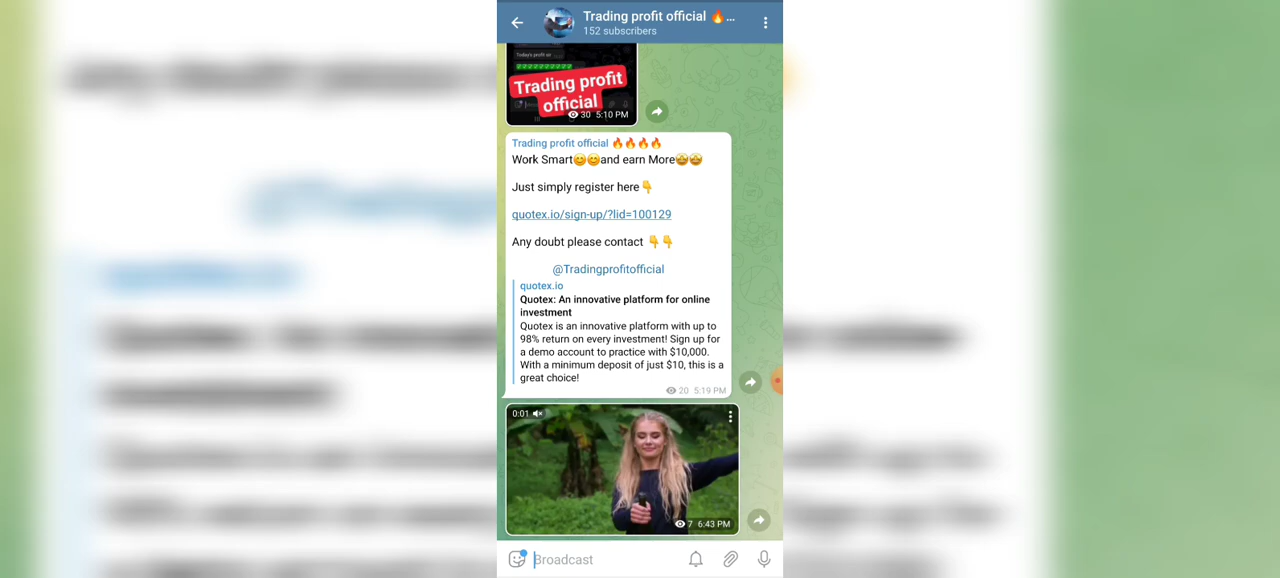 Trading profit official 🔥...
152 subscribers
Today's profit ssr
Trading profit
official
30 5:10 PM
Trading profit official 🔥🔥🔥🔥
Work Smart😊😊and earn More🤩🤩
Just simply register here👇
quotex.io/sign-up/?lid=100129
Any doubt please contact 👇👇
@Tradingprofitofficial
quotex.io
Quotex: An innovative platform for online
investment
Quotex is an innovative platform with up to
98% return on every investment! Sign up for
a demo account to practice with $10,000.
With a minimum deposit of just $10, this is a
great choice!
20 5:19 PM
0:01
7 6:43 PM
Broadcast